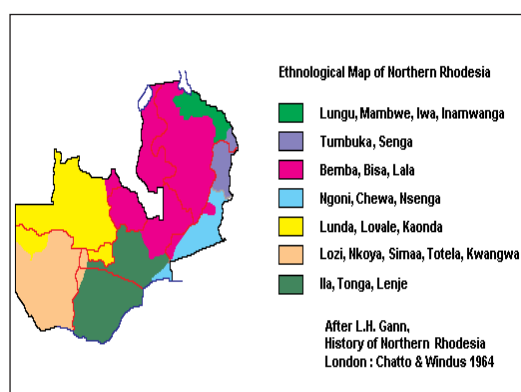 Ethnological Map of Northern Rhodesia
Lungu, Mambwe, Iwa, Inamwanga
Tumbuka, Senga
Bemba, Bisa, Lala
Ngoni, Chewa, Nsenga
Lunda, Lovale, Kaonda
Lozi, Nkoya, Simaa, Totela, Kwangwa
Ila, Tonga, Lenje
After L.H. Gann,
History of Northern Rhodesia
London : Chatto & Windus 1964